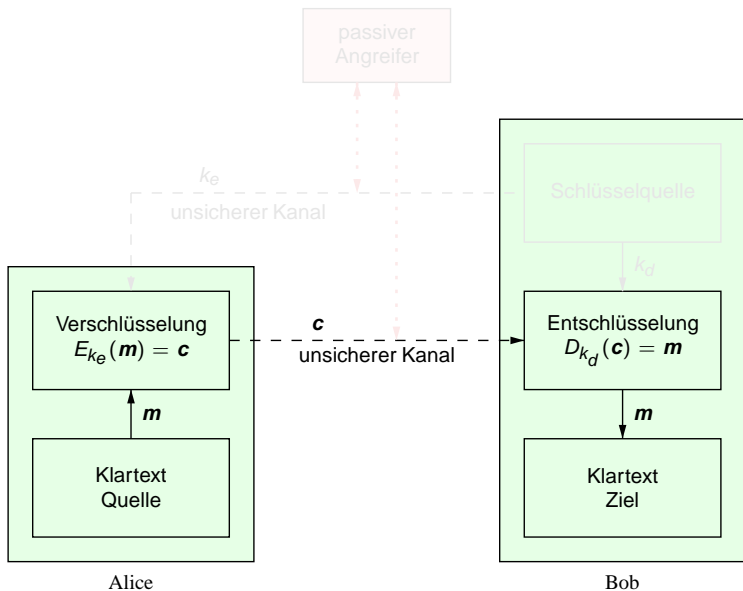 passiver
Angreifer
k_e
unsicherer Kanal
Schlüsselquelle
k_d
Verschlüsselung
E_{k_e}(m) = c
c
unsicherer Kanal
Entschlüsselung
D_{k_d}(c) = m
m
m
Klartext
Quelle
Klartext
Ziel
Alice
Bob